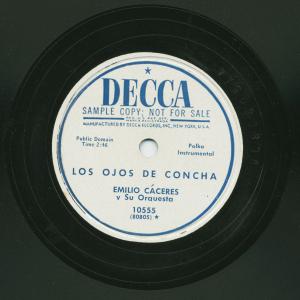 DECCA
SAMPLE COPY; NOT FOR SALE
MANUFACTURED BY DECCA RECORDS, INC., NEW YORK, U.S.A.
Public Domain
Time 2:46
Polka
Instrumental
LOS OJOS DE CONCHA
EMILIO CÁCERES
y Su Orquesta
10555
(80805) ★